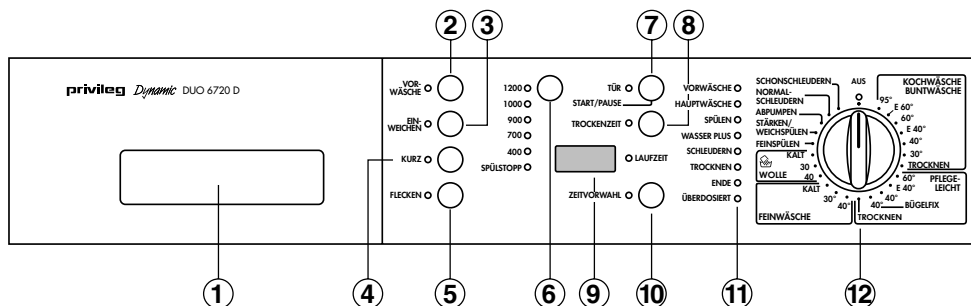 2 3 7 8
privileg Dynamic DUO 6720 D
VOR-
WÄSCHE
EIN-
WEICHEN
KURZ
FLECKEN
1200
1000
900
700
400
SPÜLSTOPP
TÜR
START/PAUSE
TROCKENZEIT
LAUFZEIT
ZEITVORWAHL
VORWÄSCHE
HAUPTWÄSCHE
SPÜLEN
WASSER PLUS
SCHLEUDERN
TROCKNEN
ENDE
ÜBERDOSIERT
SCHONSCHLEUDERN
NORMAL-
SCHLEUDERN
ABPUMPEN
STÄRKEN/
WEICHSPÜLEN
FEINSPÜLEN
KALT
30
40
WOLLE
KALT
30°
40°
FEINWÄSCHE
AUS
KOCHWÄSCHE
BUNTWÄSCHE
95°
E 60°
60°
E 40°
40°
30°
TROCKNEN
60°
E 40°
40°
40°
PFLEGE-
LEICHT
BÜGELFIX
TROCKNEN
1 4 5 6 9 10 11 12